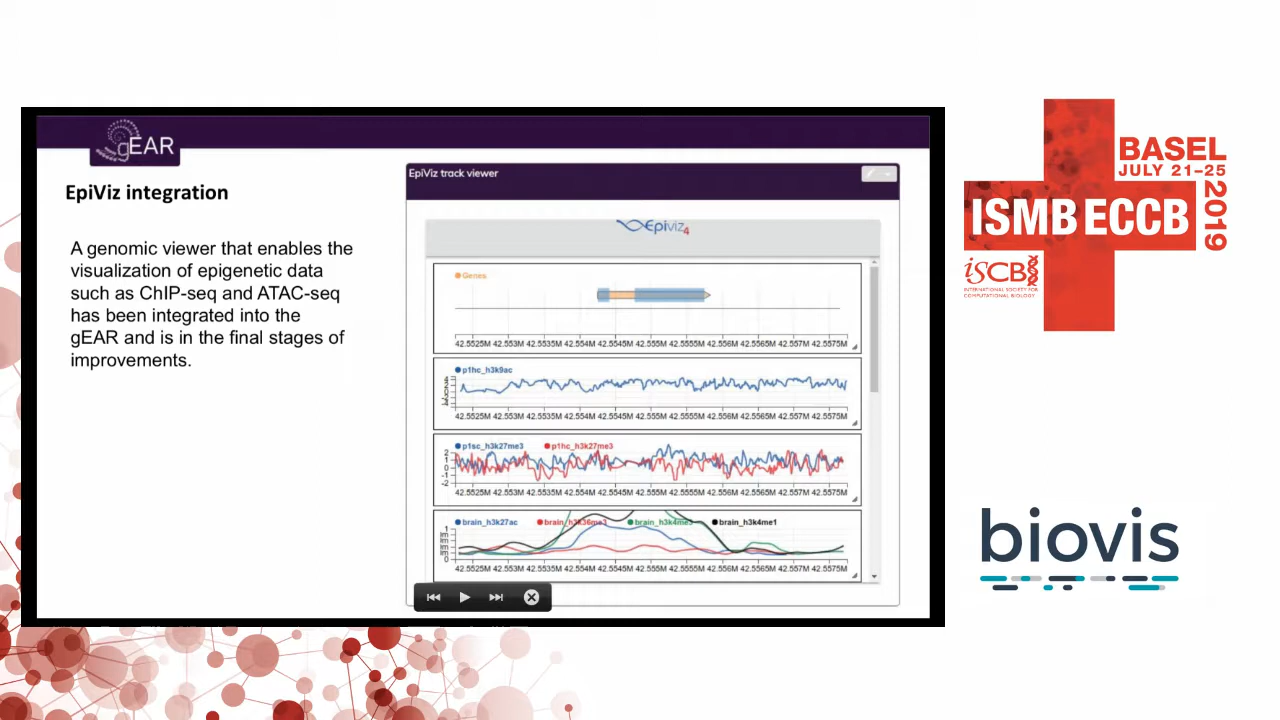 gEAR
EpiViz integration
A genomic viewer that enables the
visualization of epigenetic data
such as ChIP-seq and ATAC-seq
has been integrated into the
gEAR and is in the final stages of
improvements.
EpiViz track viewer
Epiviz4
Genes
42.5525M 42.553M 42.5535M 42.554M 42.5545M 42.555M 42.5555M 42.556M 42.5565M 42.557M 42.5575M
p1hc_h3k9ac
42.5525M 42.553M 42.5535M 42.554M 42.5545M 42.555M 42.5555M 42.556M 42.5565M 42.557M 42.5575M
p1sc_h3k27me3 p1hc_h3k27me3
2
1
0
-1
-2
42.5525M 42.553M 42.5535M 42.554M 42.5545M 42.555M 42.5555M 42.556M 42.5565M 42.557M 42.5575M
brain_h3k27ac brain_h3k36me3 brain_h3k4me3 brain_h3k4me1
1
0
42.5525M 42.553M 42.5535M 42.554M 42.5545M 42.555M 42.5555M 42.556M 42.5565M 42.557M 42.5575M
BASEL
JULY 21-25
2019
ISMB ECCB
iSCB
INTERNATIONAL SOCIETY FOR
COMPUTATIONAL BIOLOGY
biovis